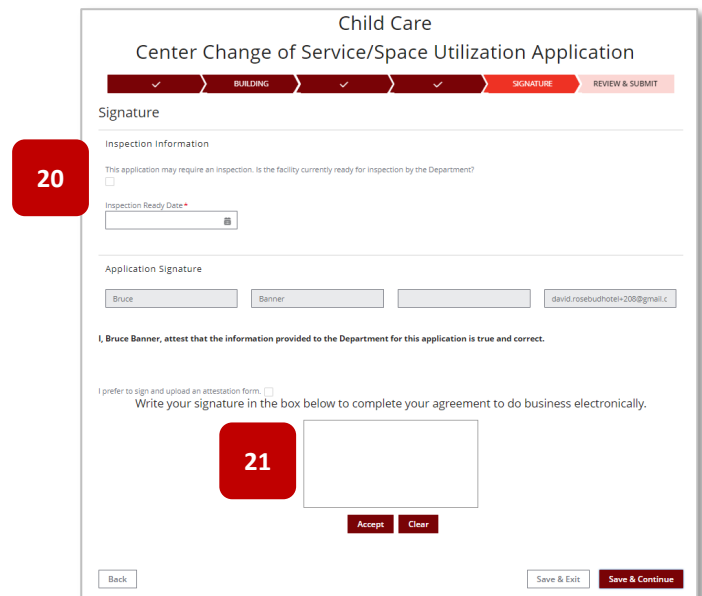 Child Care
Center Change of Service/Space Utilization Application
BUILDING
SIGNATURE
REVIEW & SUBMIT
Signature
Inspection Information
20
This application may require an inspection. Is the facility currently ready for inspection by the Department?
Inspection Ready Date *
Application Signature
Bruce
Banner
david.rosebudhotel+208@gmail.c
I, Bruce Banner, attest that the information provided to the Department for this application is true and correct.
I prefer to sign and upload an attestation form.
Write your signature in the box below to complete your agreement to do business electronically.
21
Accept
Clear
Back
Save & Exit
Save & Continue